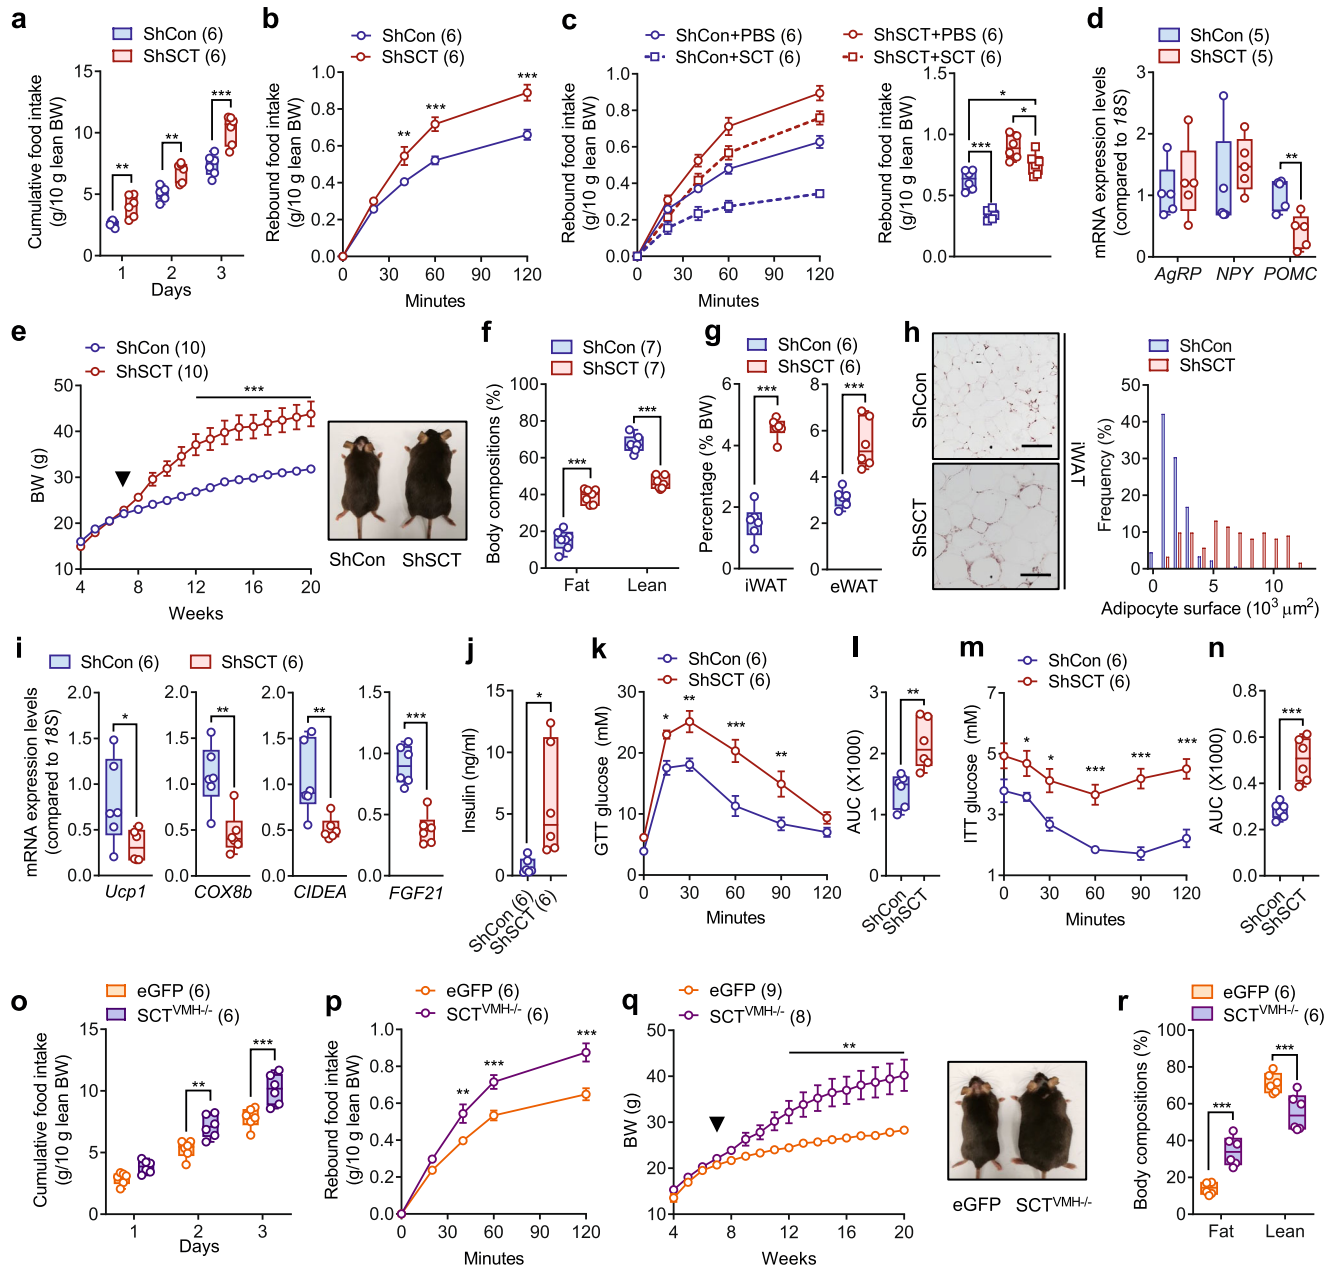 a
ShCon (6)
ShSCT (6)
Cumulative food intake
(g/10 g lean BW)
15
10
5
0
**
**
***
1 2 3
Days
b
ShCon (6)
ShSCT (6)
Rebound food intake
(g/10 g lean BW)
1.0
0.8
0.6
0.4
0.2
0.0
**
***
***
0 30 60 90 120
Minutes
c
ShCon+PBS (6)
ShCon+SCT (6)
ShSCT+PBS (6)
ShSCT+SCT (6)
Rebound food intake
(g/10 g lean BW)
1.0
0.8
0.6
0.4
0.2
0.0
0 30 60 90 120
Minutes
Rebound food intake
(g/10 g lean BW)
1.5
1.0
0.5
0.0
*
*
***
d
ShCon (5)
ShSCT (5)
mRNA expression levels
(compared to 18S)
3
2
1
0
**
AgRP NPY POMC
e
ShCon (10)
ShSCT (10)
BW (g)
50
40
30
20
10
***
4 8 12 16 20
Weeks
ShCon ShSCT
f
ShCon (7)
ShSCT (7)
Body compositions (%)
100
80
60
40
20
0
***
***
Fat Lean
g
ShCon (6)
ShSCT (6)
Percentage (% BW)
6
4
2
0
***
iWAT
8
6
4
2
0
***
eWAT
h
ShCon
ShSCT
iWAT
ShCon
ShSCT
Frequency (%)
50
40
30
20
10
0
0 5 10
Adipocyte surface (10³ µm²)
i
ShCon (6)
ShSCT (6)
mRNA expression levels
(compared to 18S)
2.0
1.5
1.0
0.5
0.0
*
Ucp1
2.0
1.5
1.0
0.5
0.0
**
COX8b
2.0
1.5
1.0
0.5
0.0
**
CIDEA
1.5
1.0
0.5
0.0
***
FGF21
j
Insulin (ng/ml)
15
10
5
0
*
ShCon (6)
ShSCT (6)
k
ShCon (6)
ShSCT (6)
GTT glucose (mM)
30
20
10
0
*
**
***
**
0 30 60 90 120
Minutes
l
AUC (X1000)
3
2
1
0
**
ShCon
ShSCT
m
ShCon (6)
ShSCT (6)
ITT glucose (mM)
7
5
3
1
*
*
***
***
***
0 30 60 90 120
Minutes
n
AUC (X1000)
0.8
0.6
0.4
0.2
0.0
***
ShCon
ShSCT
o
eGFP (6)
SCT^VMH-/- (6)
Cumulative food intake
(g/10 g lean BW)
15
10
5
0
**
***
1 2 3
Days
p
eGFP (6)
SCT^VMH-/- (6)
Rebound food intake
(g/10 g lean BW)
1.0
0.8
0.6
0.4
0.2
0.0
**
***
***
0 30 60 90 120
Minutes
q
eGFP (9)
SCT^VMH-/- (8)
BW (g)
50
40
30
20
10
**
4 8 12 16 20
Weeks
eGFP SCT^VMH-/-
r
eGFP (6)
SCT^VMH-/- (6)
Body compositions (%)
100
80
60
40
20
0
***
***
Fat Lean